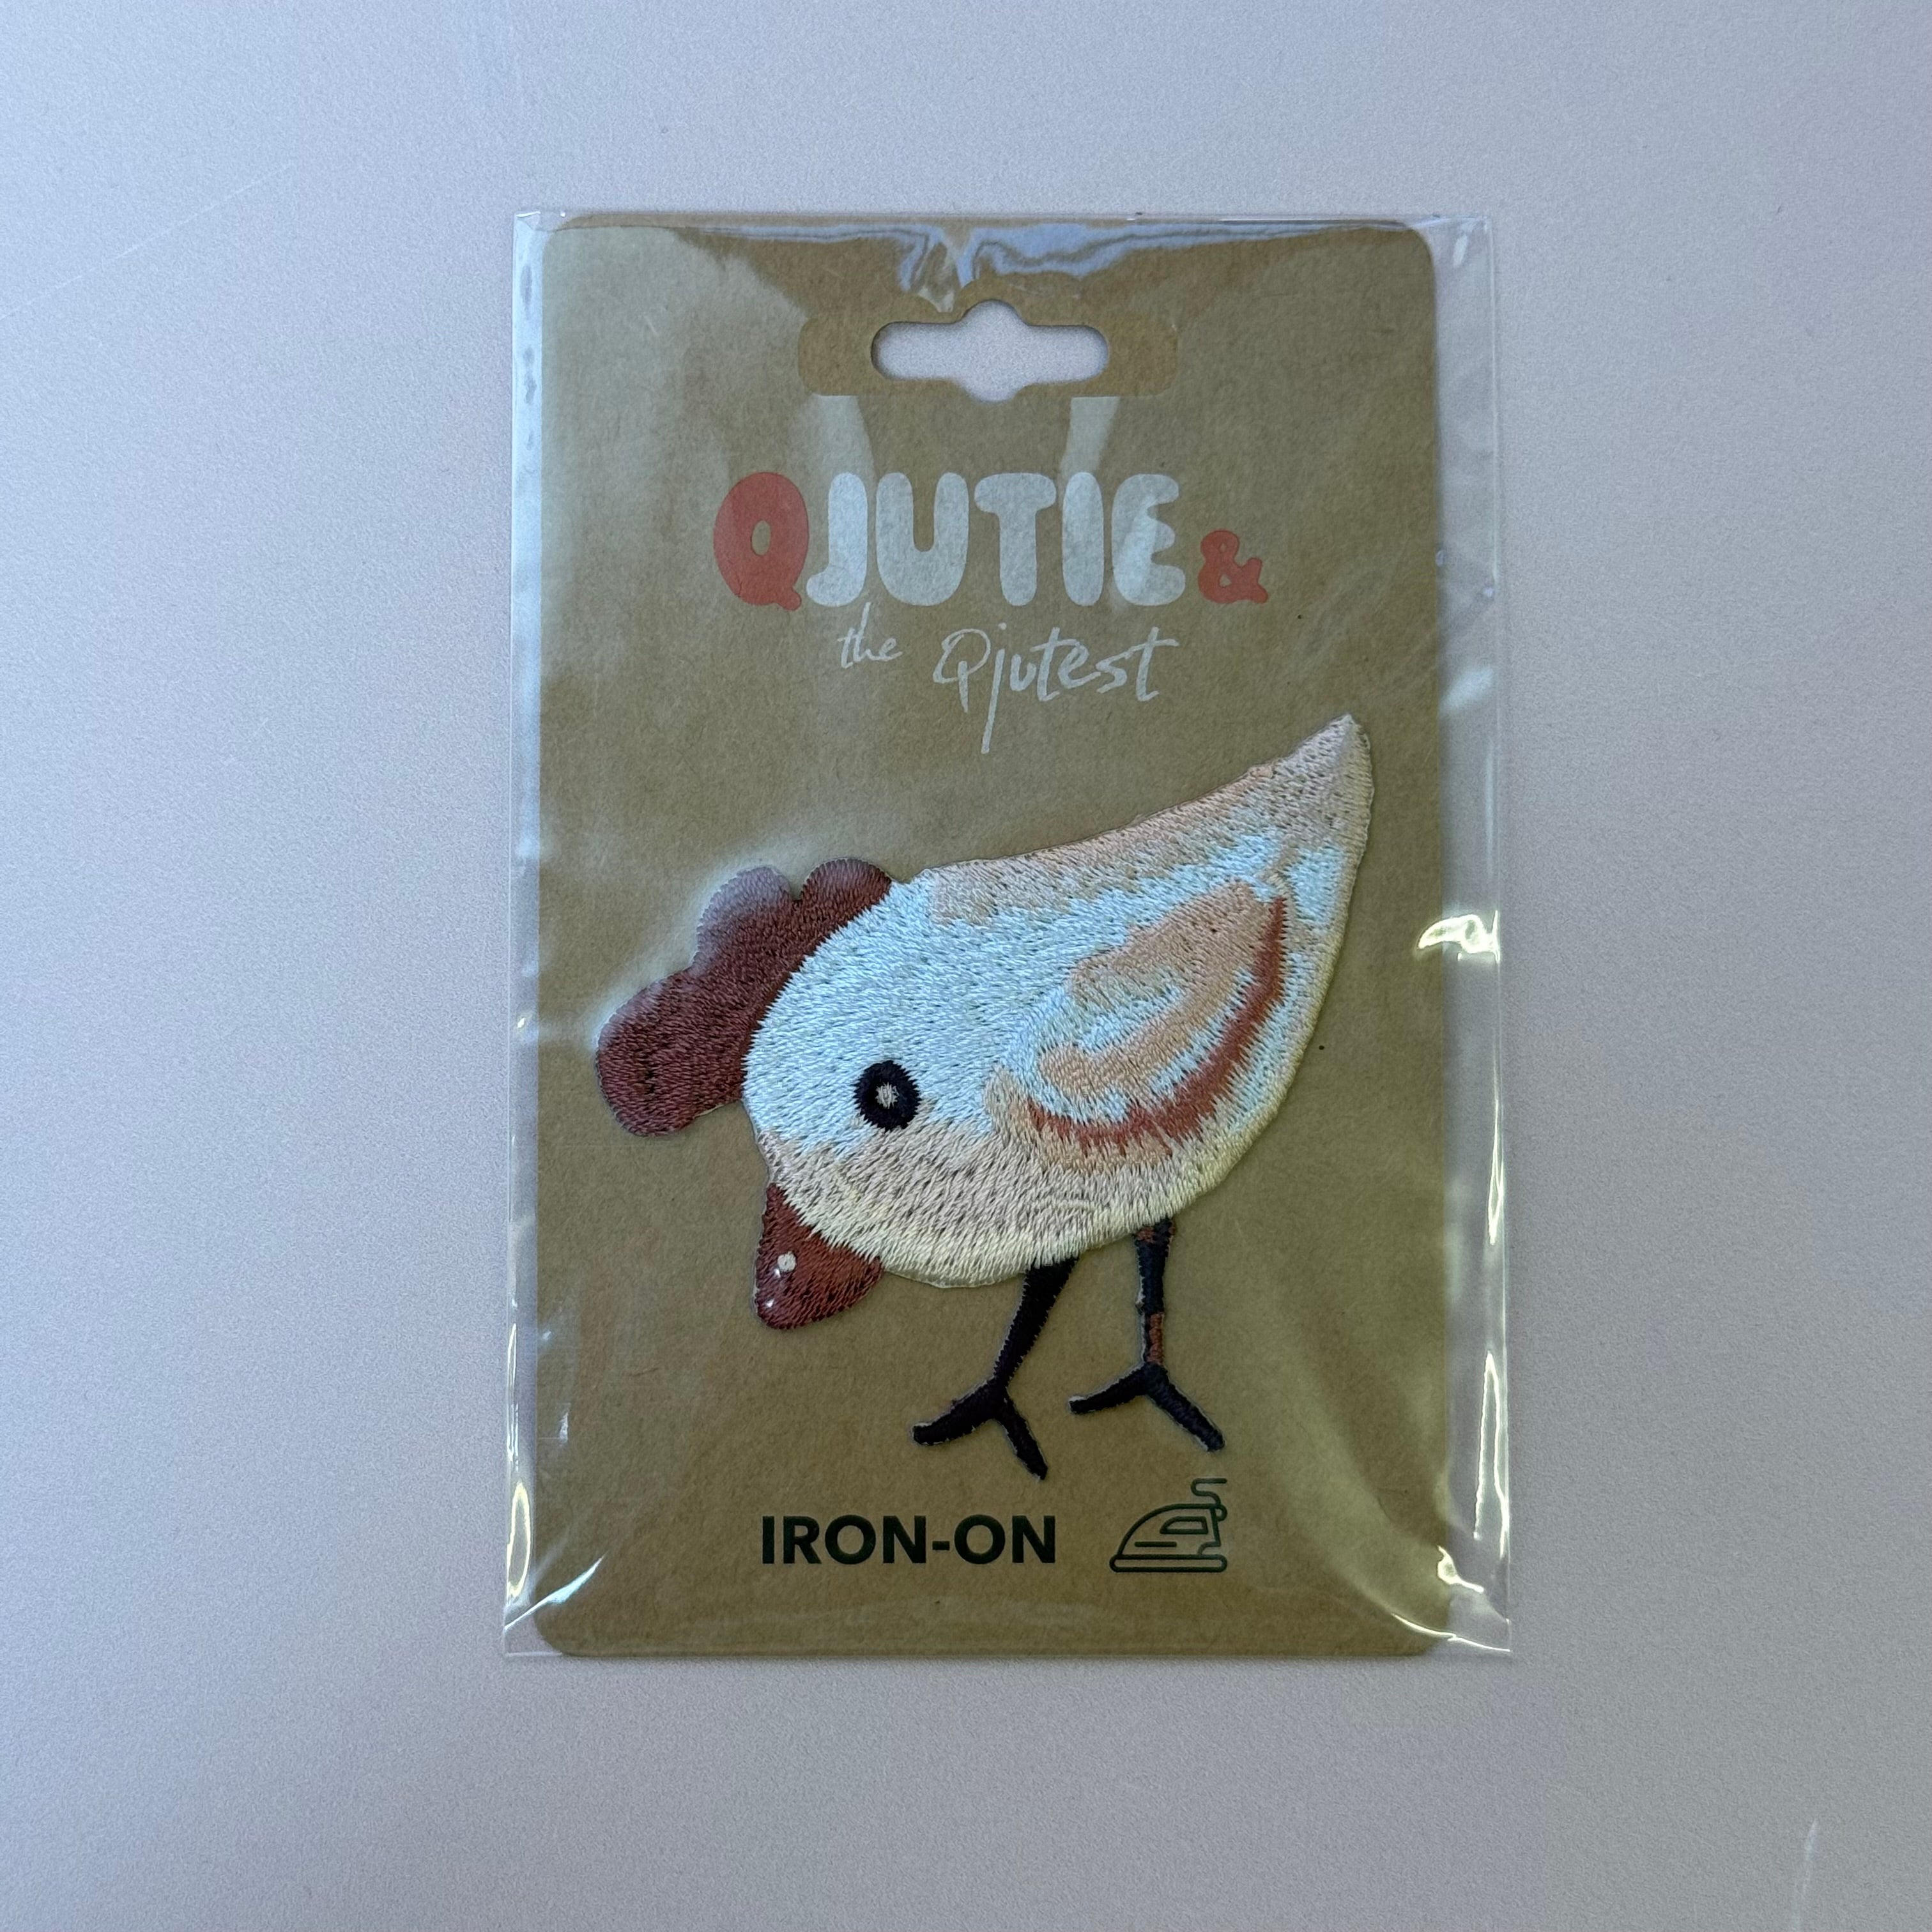 QJUTIE &
the Qjutest
IRON-ON